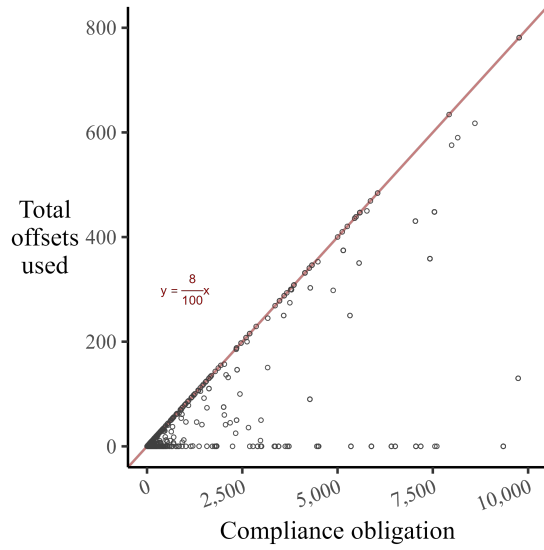 800
600
400
200
0
Total
offsets
used
y = 8/100 x
0
2,500
5,000
7,500
10,000
Compliance obligation